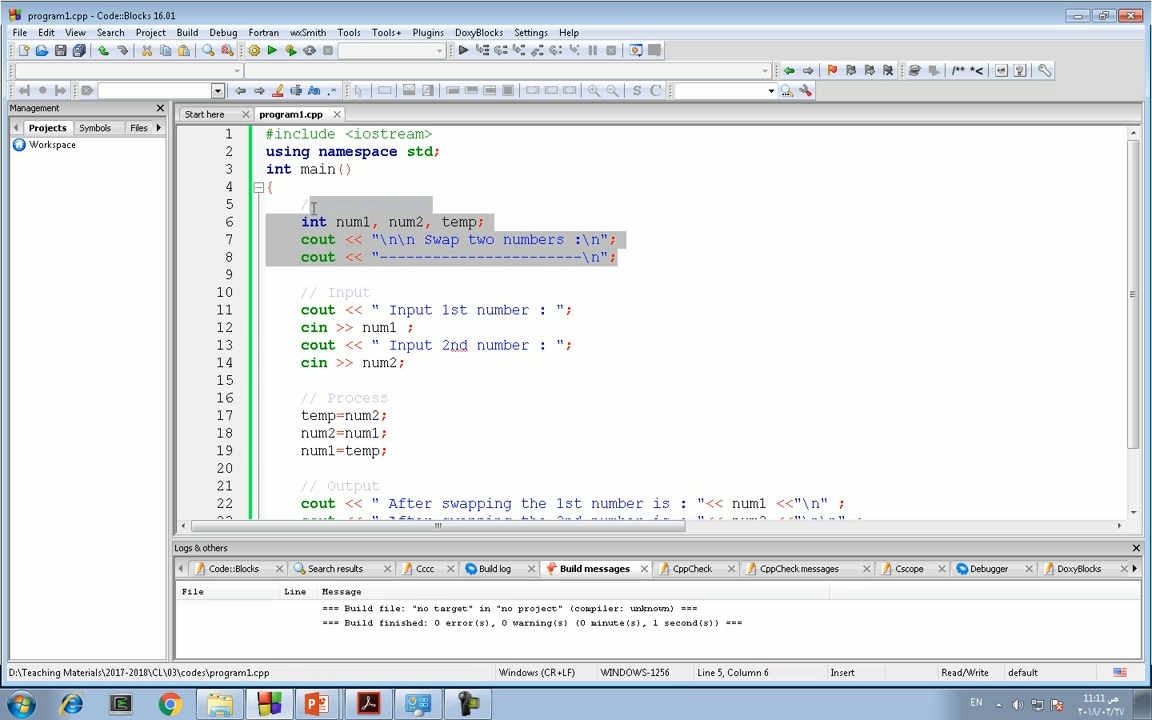 program1.cpp - Code::Blocks 16.01
File Edit View Search Project Build Debug Fortran wxSmith Tools Tools+ Plugins DoxyBlocks Settings Help
Management
Start here program1.cpp
Projects Symbols Files
Workspace
1 #include <iostream>
2 using namespace std;
3 int main()
4 {
5 /
6 int num1, num2, temp;
7 cout << "\n\n Swap two numbers :\n";
8 cout << "-----------------------\n";
9
10 // Input
11 cout << " Input 1st number : ";
12 cin >> num1 ;
13 cout << " Input 2nd number : ";
14 cin >> num2;
15
16 // Process
17 temp=num2;
18 num2=num1;
19 num1=temp;
20
21 // Output
22 cout << " After swapping the 1st number is : "<< num1 <<"\n" ;
Logs & others
Code::Blocks Search results Cccc Build log Build messages CppCheck CppCheck messages Cscope Debugger DoxyBlocks
File Line Message
=== Build file: "no target" in "no project" (compiler: unknown) ===
=== Build finished: 0 error(s), 0 warning(s) (0 minute(s), 1 second(s)) ===
D:\Teaching Materials\2017-2018\CL\03\codes\program1.cpp Windows (CR+LF) WINDOWS-1256 Line 5, Column 6 Insert Read/Write default
EN 11:11 ص
٢٠١٨/٠٢/٢٧